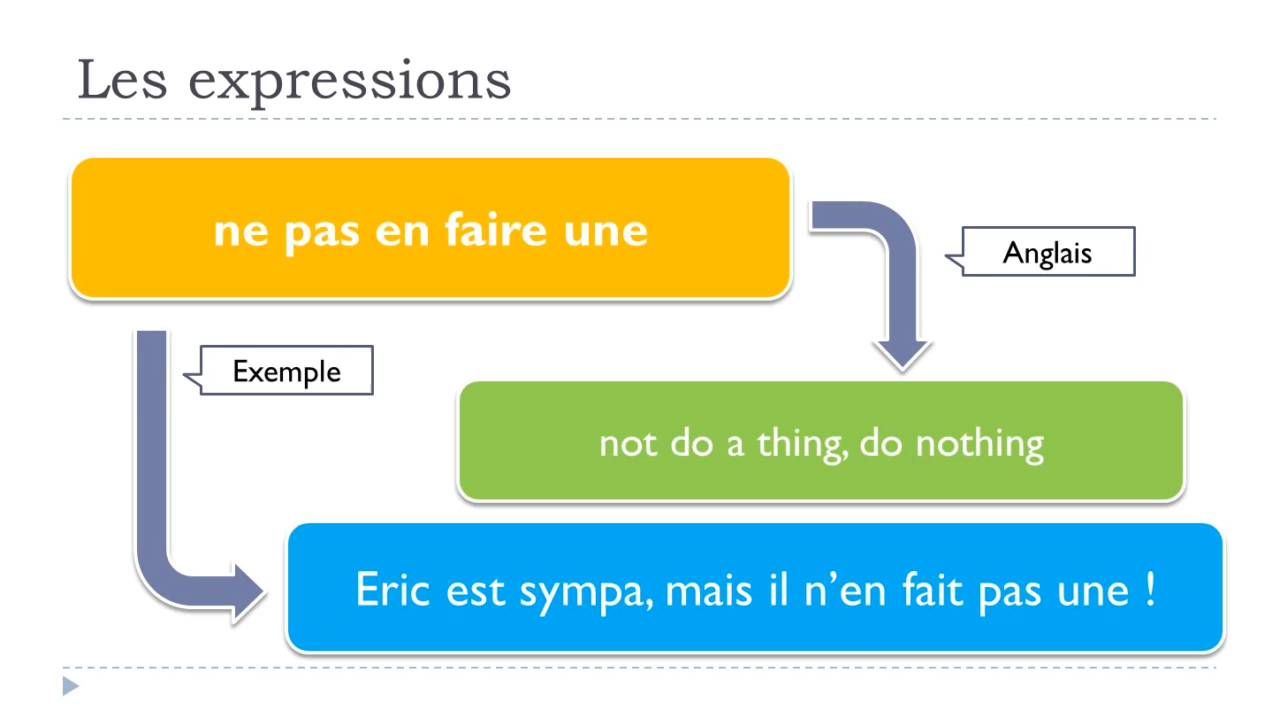 Les expressions
ne pas en faire une
Anglais
Exemple
not do a thing, do nothing
Eric est sympa, mais il n’en fait pas une !